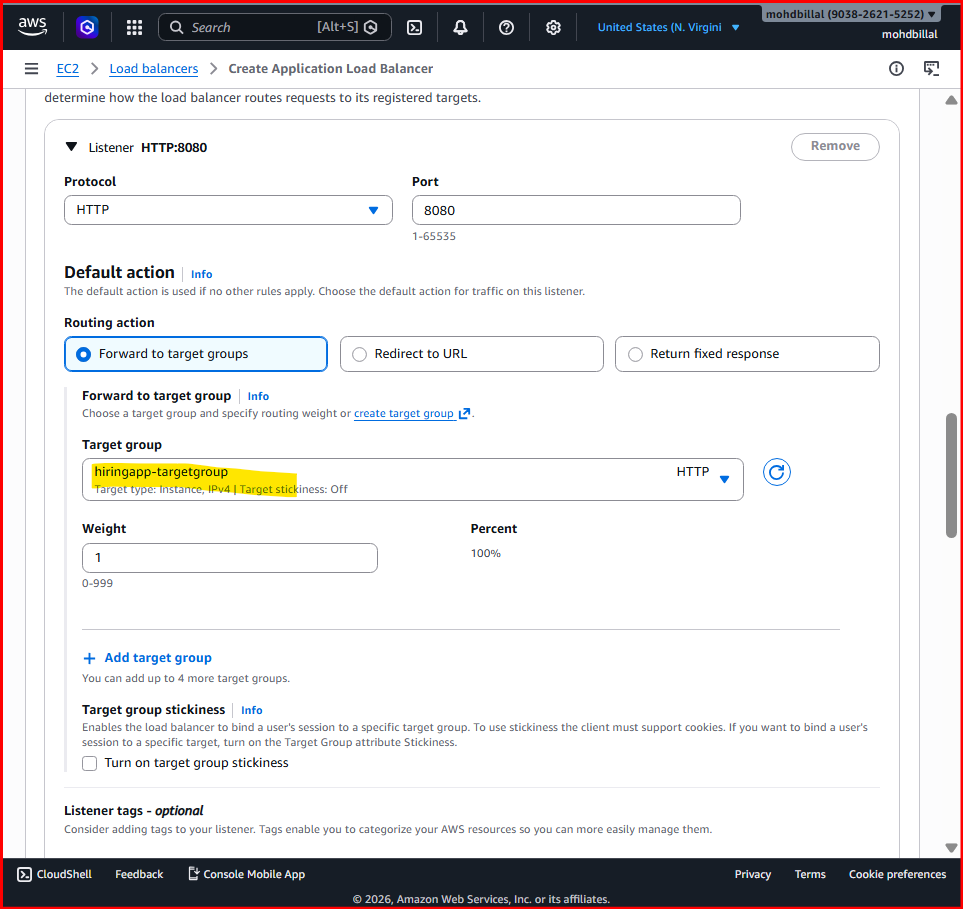 aws
Search
[Alt+S]
United States (N. Virgini
mohdbillal (9038-2621-5252)
mohdbillal
EC2
Load balancers
Create Application Load Balancer
determine how the load balancer routes requests to its registered targets.
Listener HTTP:8080
Remove
Protocol
Port
HTTP
8080
1-65535
Default action
Info
The default action is used if no other rules apply. Choose the default action for traffic on this listener.
Routing action
Forward to target groups
Redirect to URL
Return fixed response
Forward to target group
Info
Choose a target group and specify routing weight or create target group .
Target group
hiringapp-targetgroup
HTTP
Target type: Instance, IPv4 | Target stickiness: Off
Weight
Percent
1
100%
0-999
+ Add target group
You can add up to 4 more target groups.
Target group stickiness
Info
Enables the load balancer to bind a user's session to a specific target group. To use stickiness the client must support cookies. If you want to bind a user's
session to a specific target, turn on the Target Group attribute Stickiness.
Turn on target group stickiness
Listener tags - optional
Consider adding tags to your listener. Tags enable you to categorize your AWS resources so you can more easily manage them.
CloudShell
Feedback
Console Mobile App
Privacy
Terms
Cookie preferences
© 2026, Amazon Web Services, Inc. or its affiliates.